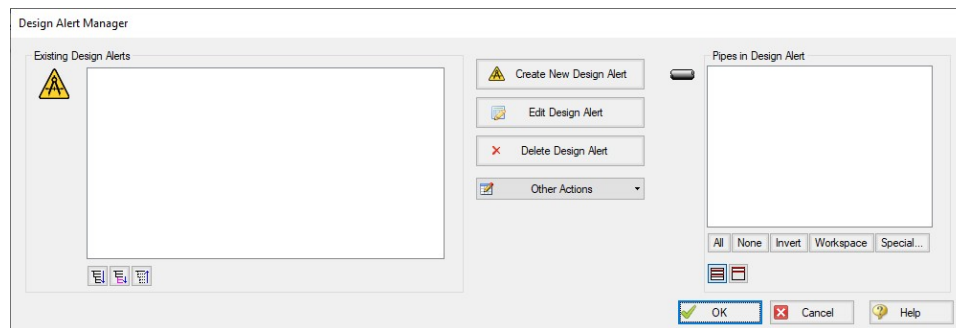 Design Alert Manager
Existing Design Alerts
Create New Design Alert
Edit Design Alert
Delete Design Alert
Other Actions
Pipes in Design Alert
All None Invert Workspace Special...
OK Cancel Help